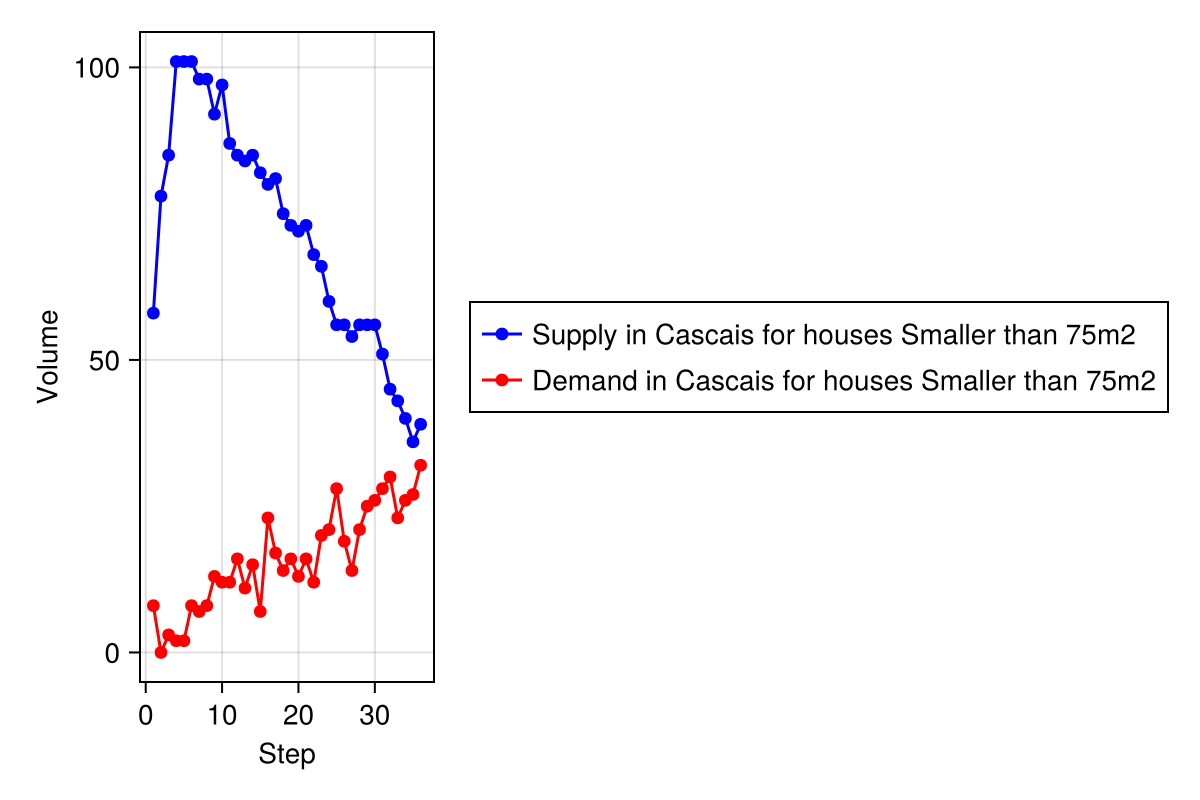 100
50
0
Volume
0 10 20 30
Step
Supply in Cascais for houses Smaller than 75m2
Demand in Cascais for houses Smaller than 75m2